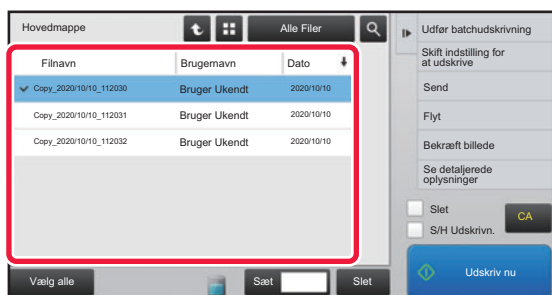 Hovedmappe
Alle Filer
Filnavn Brugernavn Dato
Copy_2020/10/10_112030 Bruger Ukendt 2020/10/10
Copy_2020/10/10_112031 Bruger Ukendt 2020/10/10
Copy_2020/10/10_112032 Bruger Ukendt 2020/10/10
Vælg alle
Sæt
Slet
Udfør batchudskrivning
Skift indstilling for
at udskrive
Send
Flyt
Bekræft billede
Se detaljerede
oplysninger
Slet
S/H Udskrivn.
CA
Udskriv nu